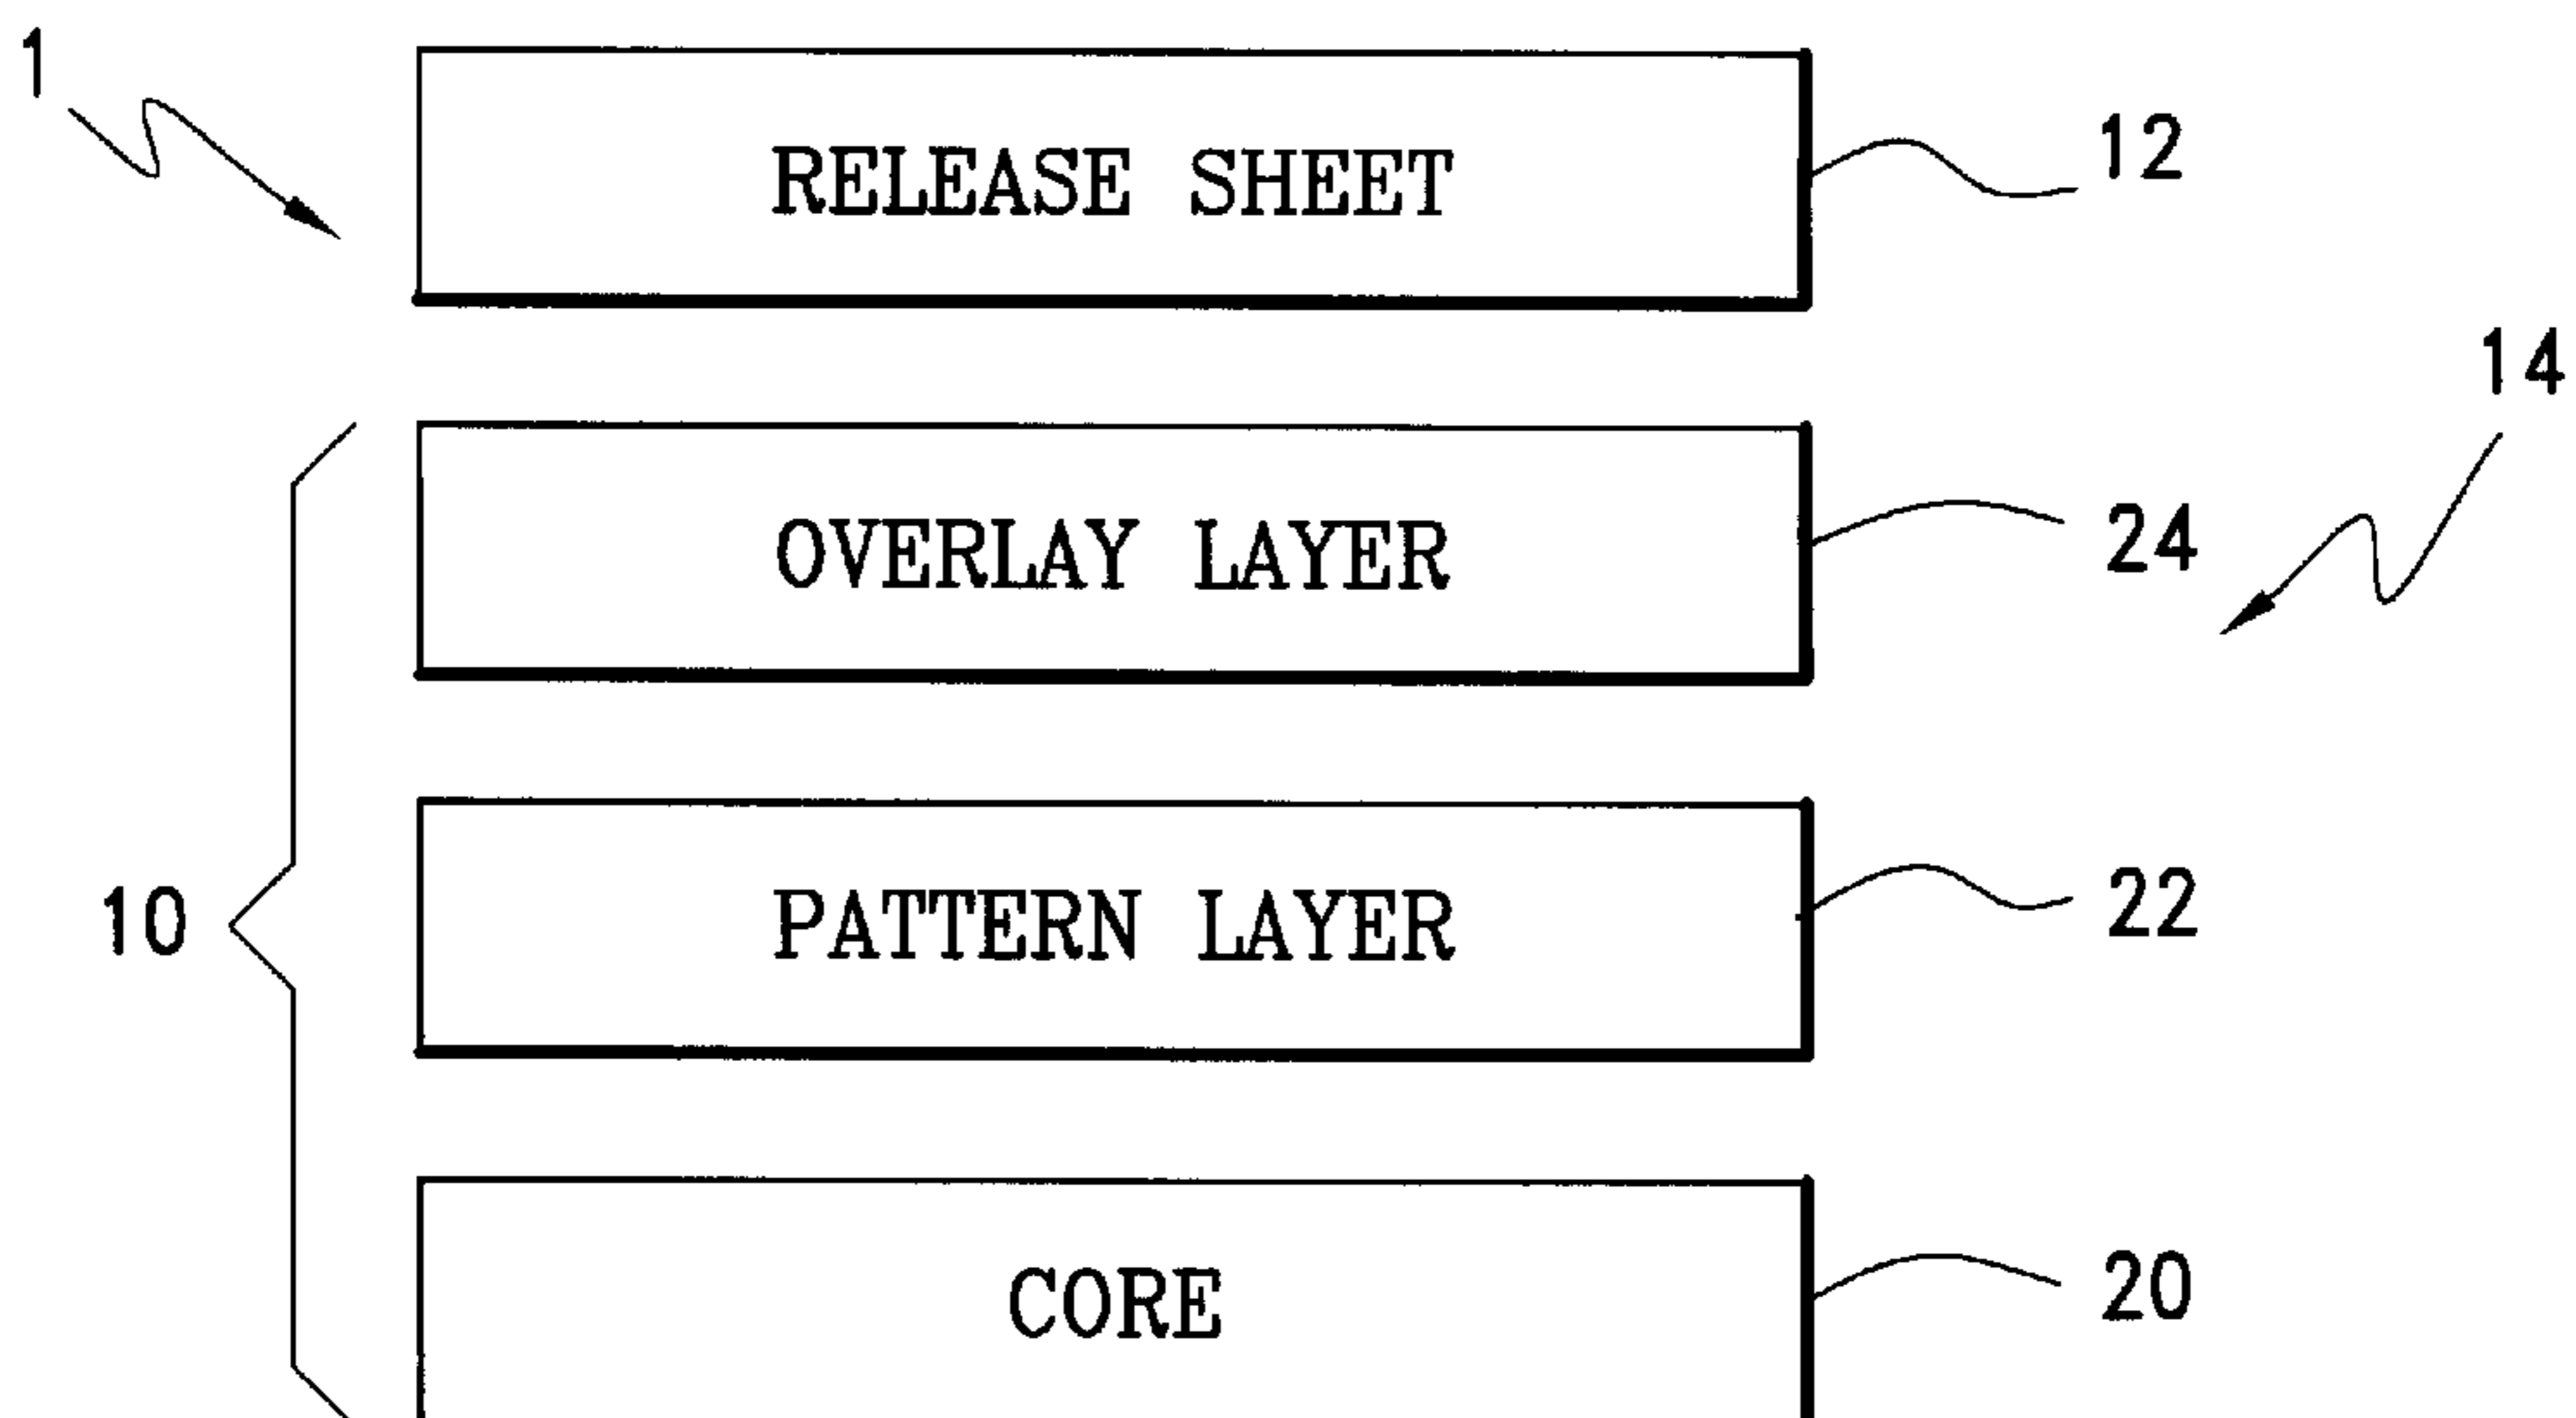 1
RELEASE SHEET
12
14
OVERLAY LAYER
24
10
PATTERN LAYER
22
CORE
20